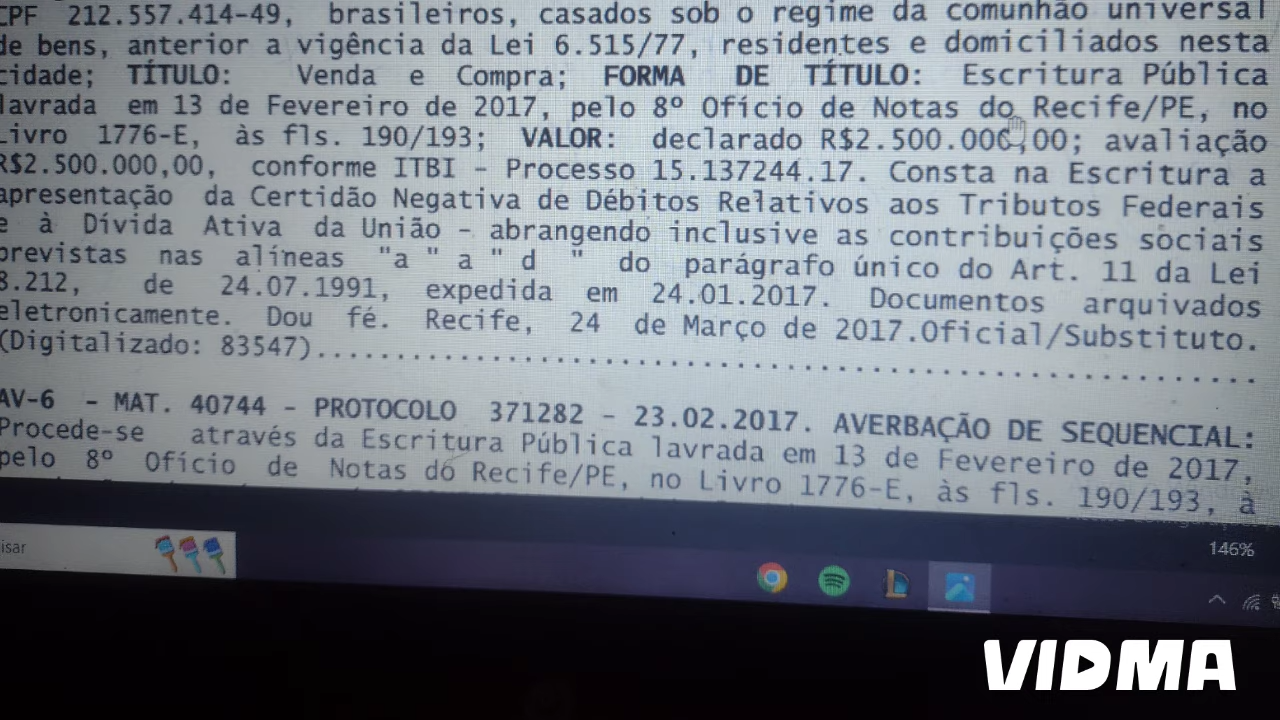 CPF 212.557.414-49, brasileiros, casados sob o regime da comunhão universal
de bens, anterior a vigência da Lei 6.515/77, residentes e domiciliados nesta
cidade; TÍTULO: Venda e Compra; FORMA DE TÍTULO: Escritura Pública
lavrada em 13 de Fevereiro de 2017, pelo 8º Ofício de Notas do Recife/PE, no
Livro 1776-E, às fls. 190/193; VALOR: declarado R$2.500.000,00; avaliação
R$2.500.000,00, conforme ITBI - Processo 15.137244.17. Consta na Escritura a
apresentação da Certidão Negativa de Débitos Relativos aos Tributos Federais
e à Dívida Ativa da União - abrangendo inclusive as contribuições sociais
previstas nas alíneas "a " a " d " do parágrafo único do Art. 11 da Lei
8.212, de 24.07.1991, expedida em 24.01.2017. Documentos arquivados
eletronicamente. Dou fé. Recife, 24 de Março de 2017.Oficial/Substituto.
(Digitalizado: 83547)..............................................................
AV-6 - MAT. 40744 - PROTOCOLO 371282 - 23.02.2017. AVERBAÇÃO DE SEQUENCIAL:
Procede-se através da Escritura Pública lavrada em 13 de Fevereiro de 2017,
pelo 8º Ofício de Notas do Recife/PE, no Livro 1776-E, às fls. 190/193, à
146%
isar
VIDMA